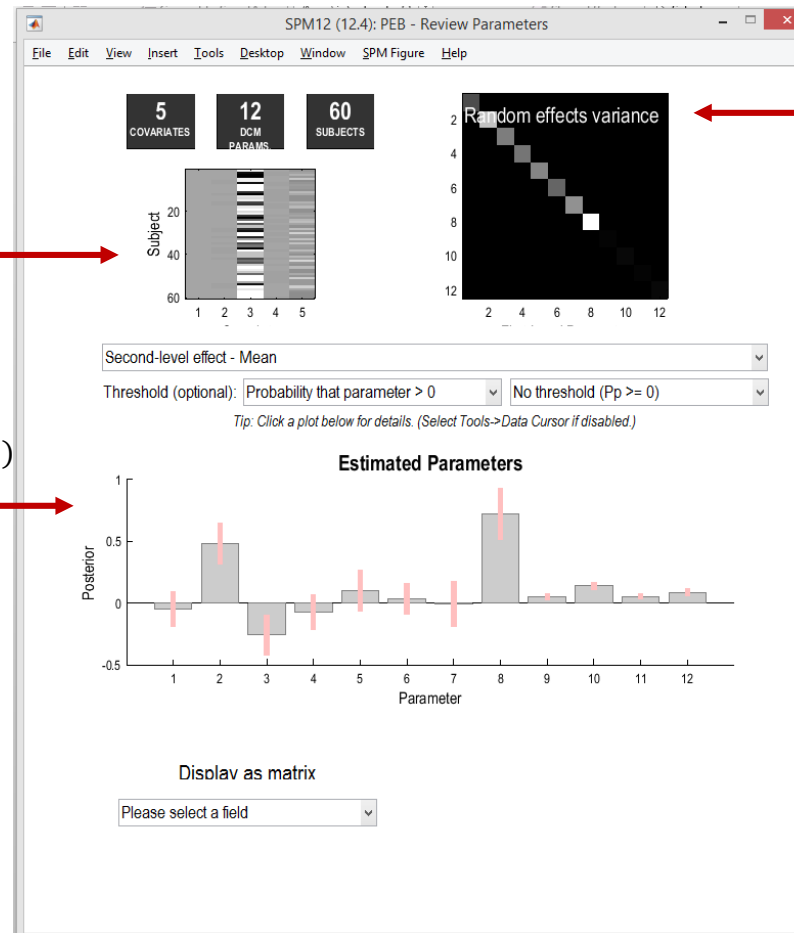 SPM12 (12.4): PEB - Review Parameters
File Edit View Insert Tools Desktop Window SPM Figure Help
5 12 60
COVARIATES DCM SUBJECTS
PARAMS.
Random effects variance
2
4
6
8
10
12
2 4 6 8 10 12
Subject
20
40
60
1 2 3 4 5
Second-level effect - Mean
Threshold (optional): Probability that parameter > 0 No threshold (Pp >= 0)
Tip: Click a plot below for details. (Select Tools->Data Cursor if disabled.)
)
Estimated Parameters
Posterior
1
0.5
0
-0.5
1 2 3 4 5 6 7 8 9 10 11 12
Parameter
Display as matrix
Please select a field